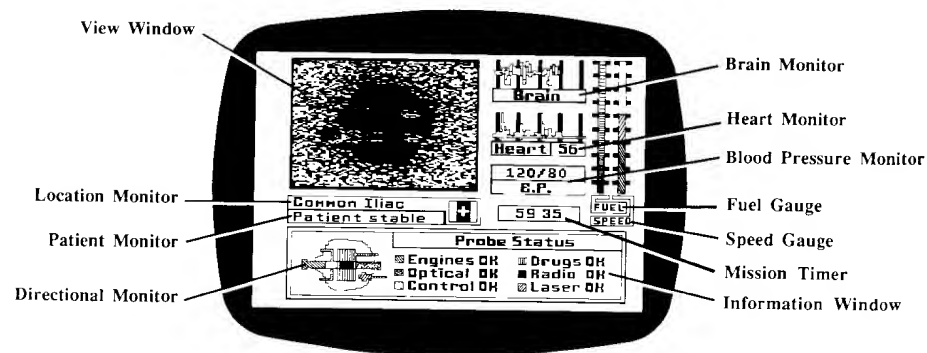 View Window
Location Monitor
Patient Monitor
Directional Monitor
Brain
Heart 56
120/80
B.P.
Common Iliac
Patient stable
59 35
FUEL
SPEED
Probe Status
Engines OK
Drugs OK
Optical OK
Radio OK
Control OK
Laser OK
Brain Monitor
Heart Monitor
Blood Pressure Monitor
Fuel Gauge
Speed Gauge
Mission Timer
Information Window